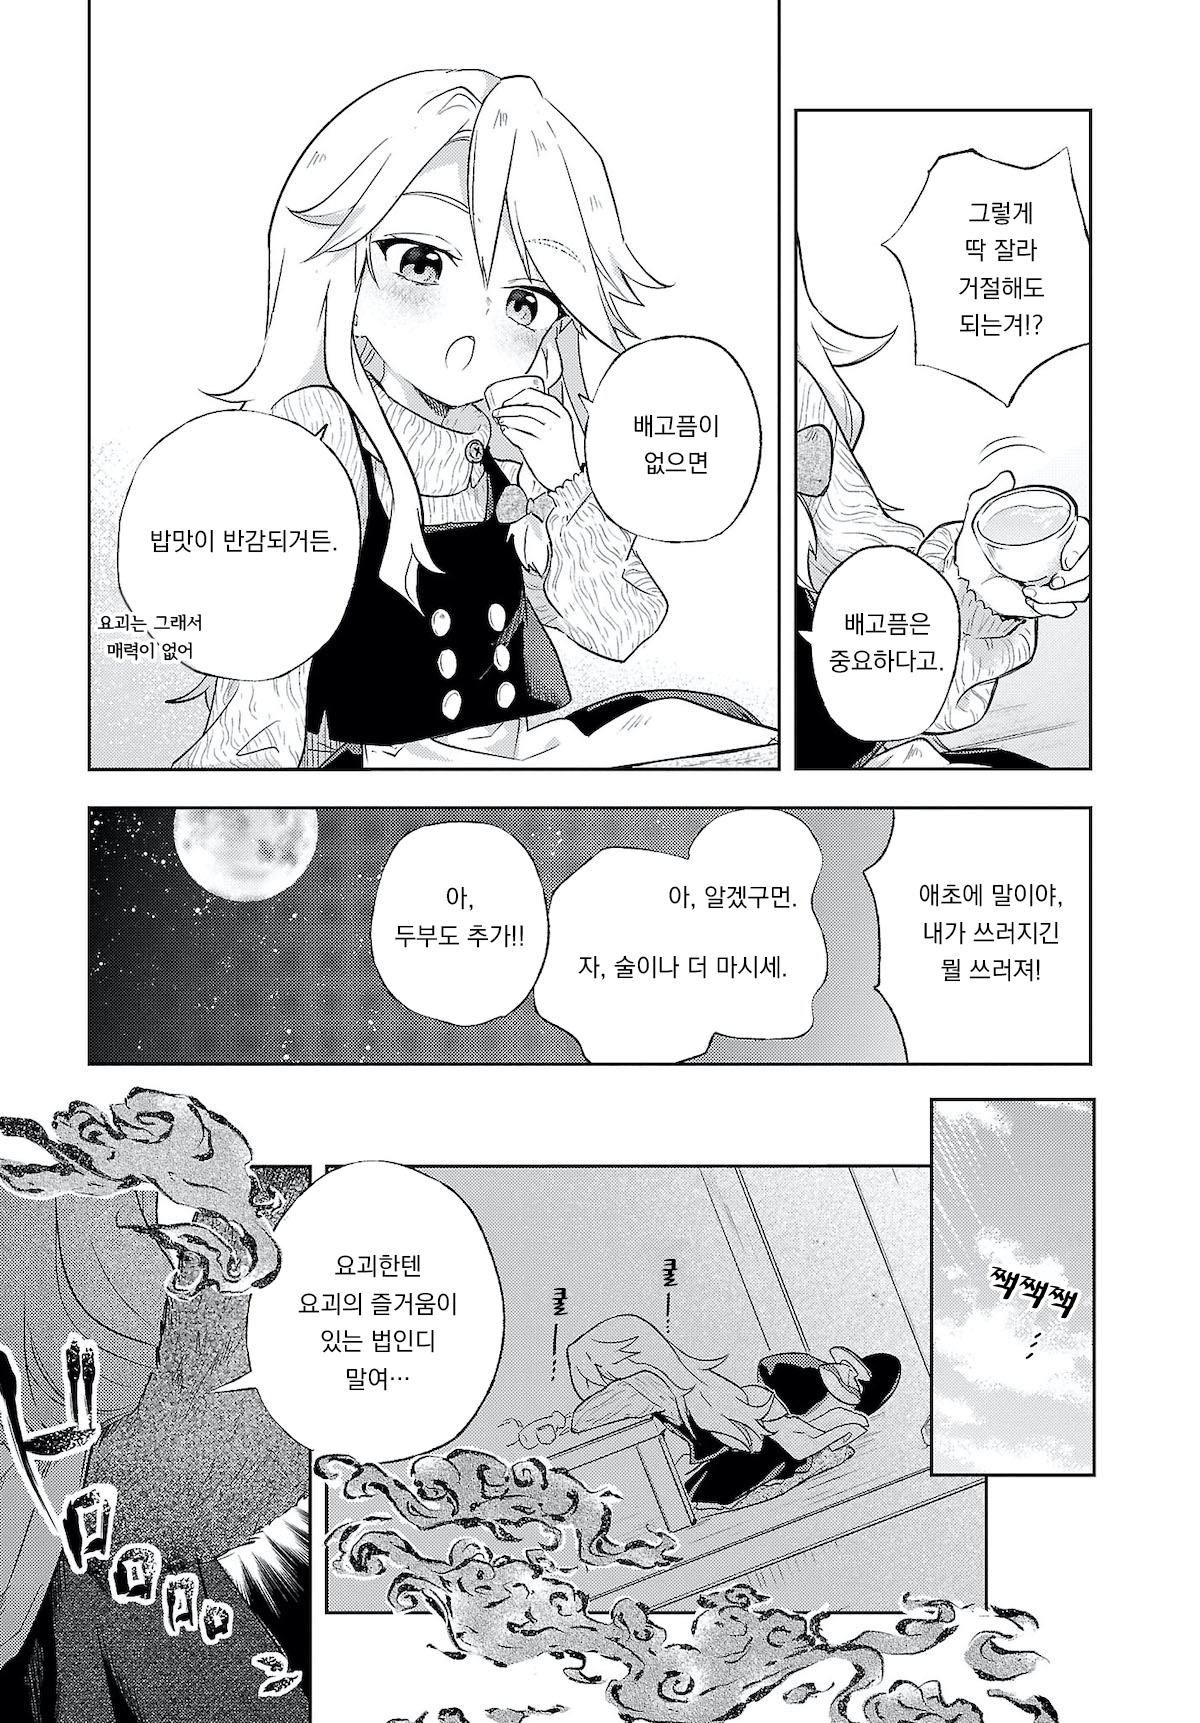 그렇게
딱 잘라
거절해도
되는겨!?
배고픔은
중요하다고.
배고픔이
없으면
밥맛이 반감되거든.
요괴는 그래서
매력이 없어
애초에 말이야,
내가 쓰러지긴
뭘 쓰러져!
아, 알겠구먼.
자, 술이나 더 마시세.
아,
두부도 추가!!
짹짹짹
쿨
쿨
요괴한텐
요괴의 즐거움이
있는 법인디
말여…